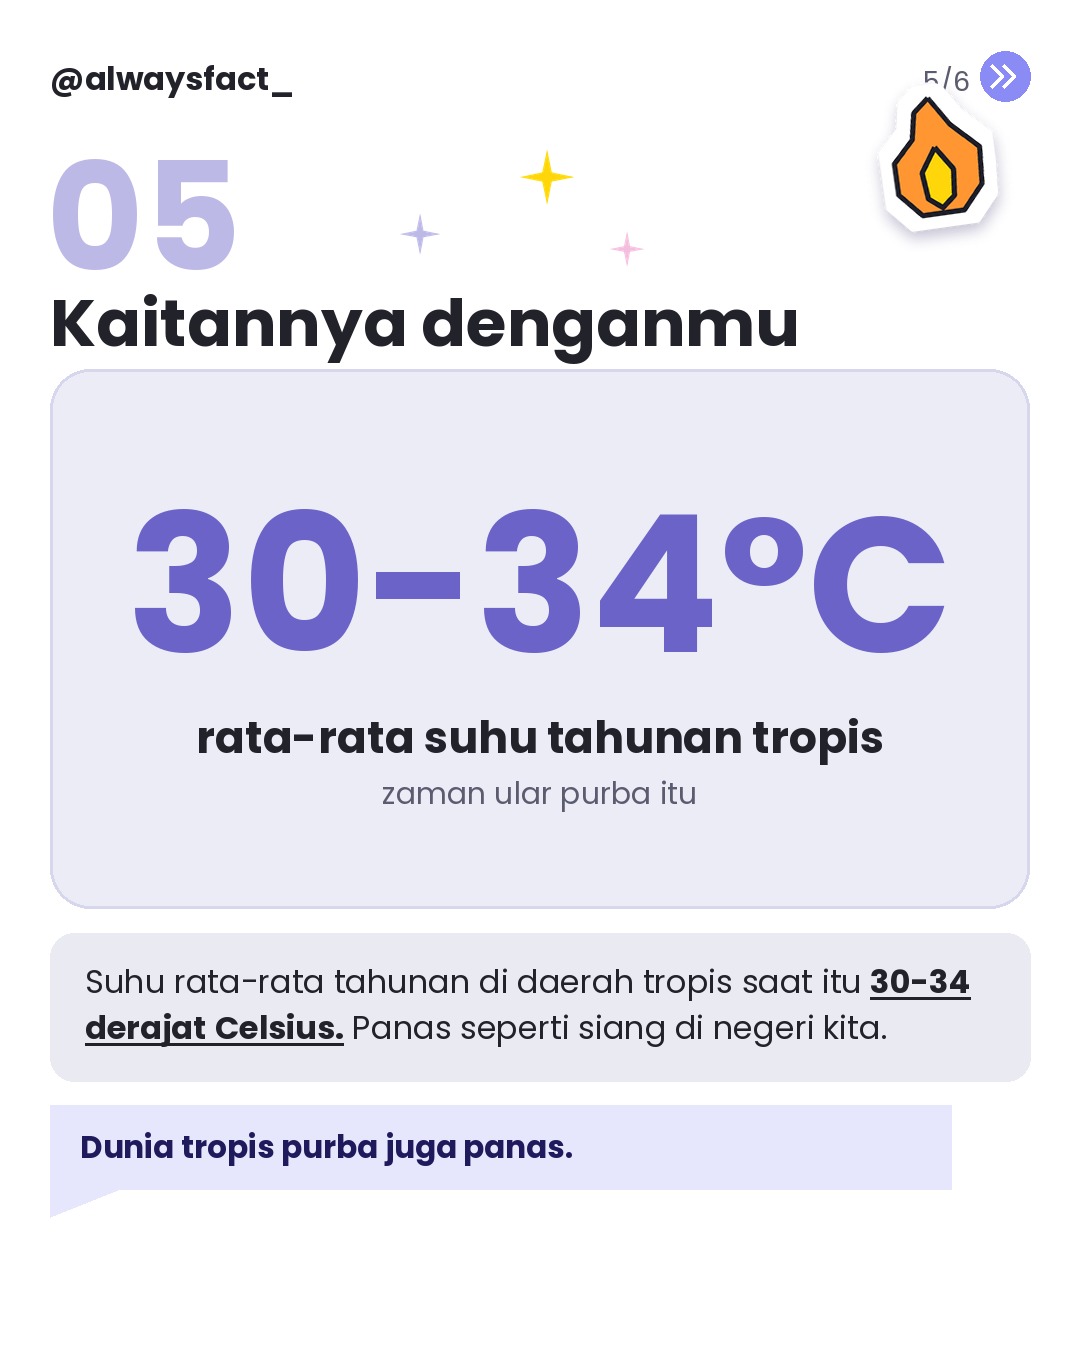 @alwaysfact_
5/6
05
Kaitannya denganmu
30-34°C
rata-rata suhu tahunan tropis
zaman ular purba itu
Suhu rata-rata tahunan di daerah tropis saat itu 30-34
derajat Celsius. Panas seperti siang di negeri kita.
Dunia tropis purba juga panas.